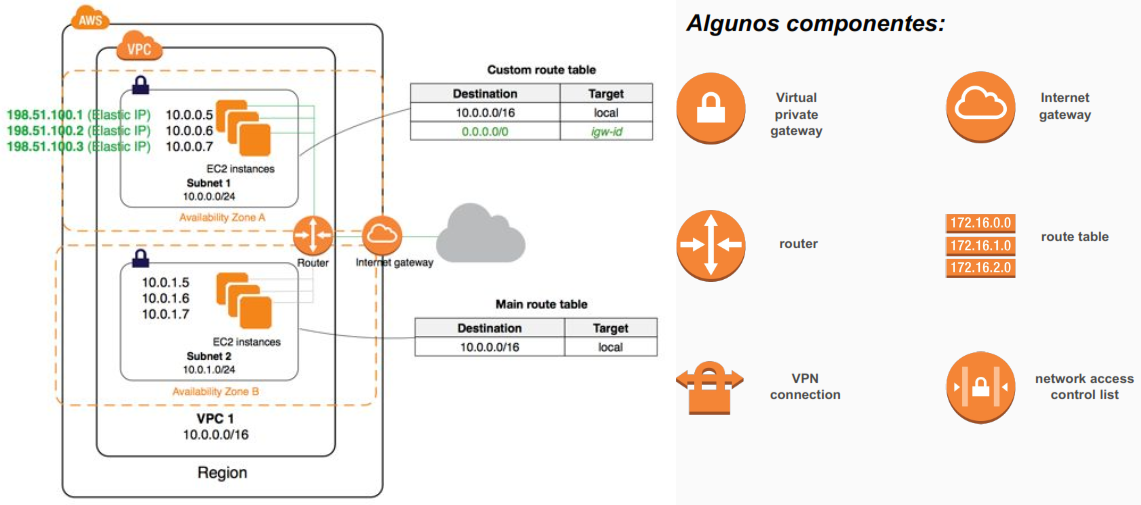 AWS
VPC
198.51.100.1 (Elastic IP)
198.51.100.2 (Elastic IP)
198.51.100.3 (Elastic IP)
10.0.0.5
10.0.0.6
10.0.0.7
EC2 instances
Subnet 1
10.0.0.0/24
Availability Zone A
Router
Internet gateway
10.0.1.5
10.0.1.6
10.0.1.7
EC2 instances
Subnet 2
10.0.1.0/24
Availability Zone B
VPC 1
10.0.0.0/16
Region
Custom route table
Destination Target
10.0.0.0/16 local
0.0.0.0/0 igw-id
Main route table
Destination Target
10.0.0.0/16 local
Algunos componentes:
Virtual
private
gateway
Internet
gateway
router
172.16.0.0
172.16.1.0
172.16.2.0
route table
VPN
connection
network access
control list